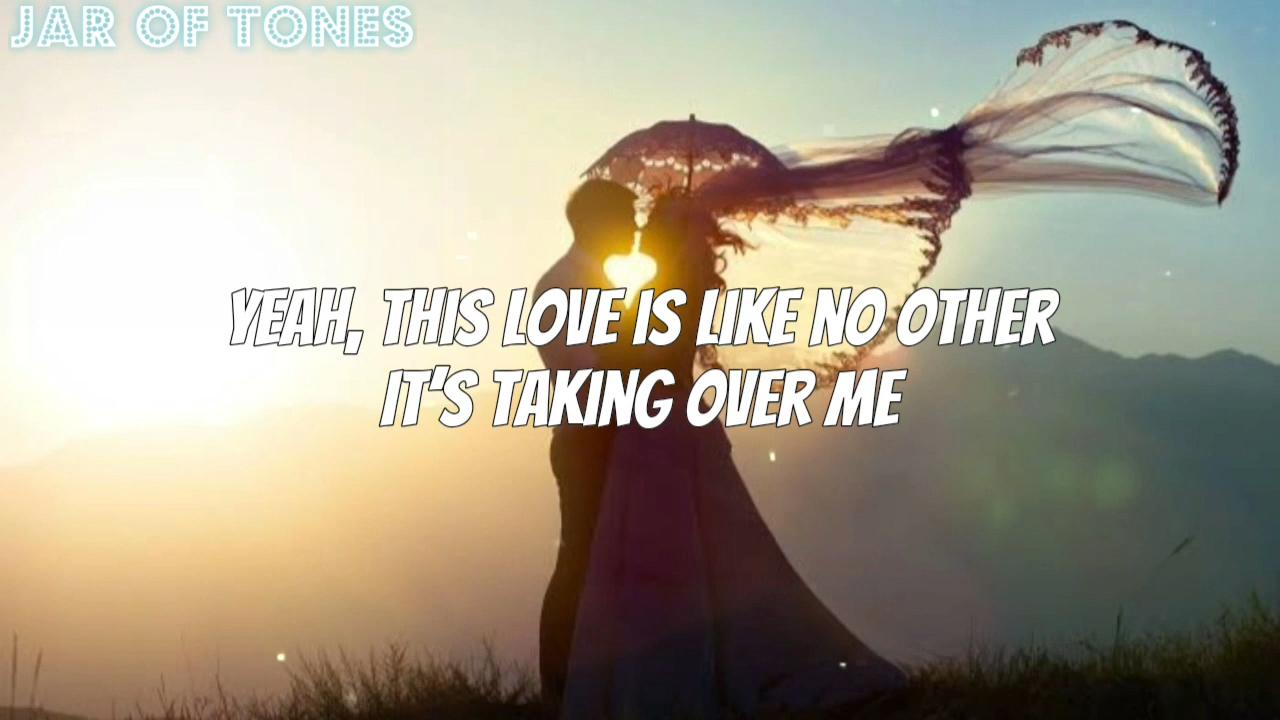 JAR OF TONES
YEAH, THIS LOVE IS LIKE NO OTHER
IT'S TAKING OVER ME